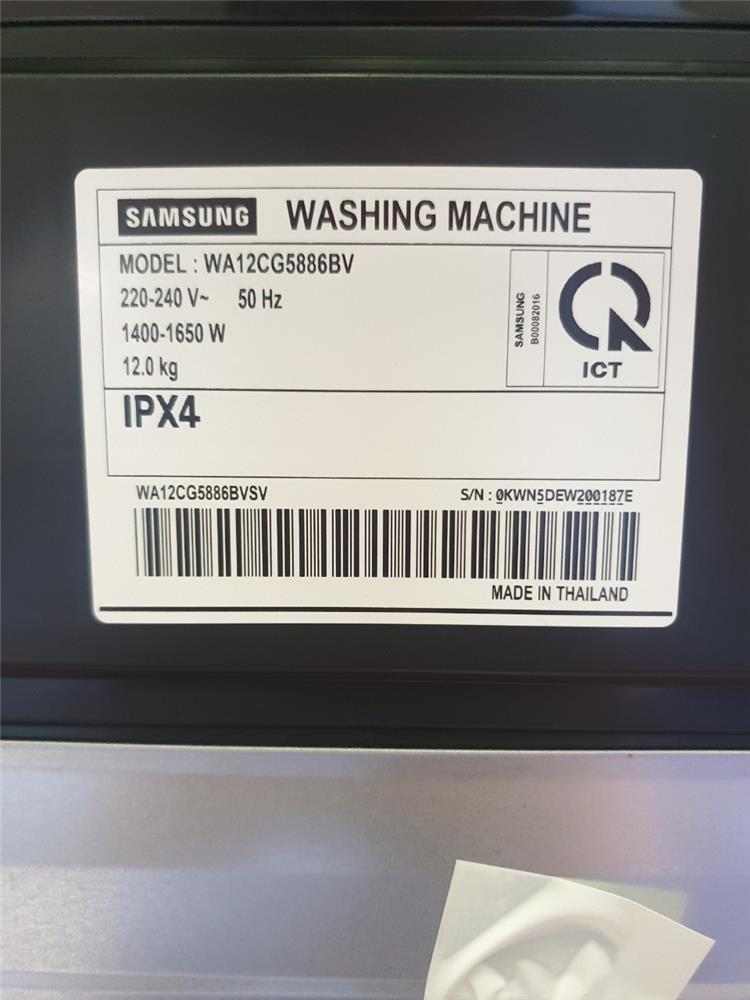 SAMSUNG WASHING MACHINE
MODEL : WA12CG5886BV
220-240 V~ 50 Hz
1400-1650 W
12.0 kg
SAMSUNG
B00082016
ICT
IPX4
WA12CG5886BVSV
S/N : 0KWN5DEW200187E
MADE IN THAILAND